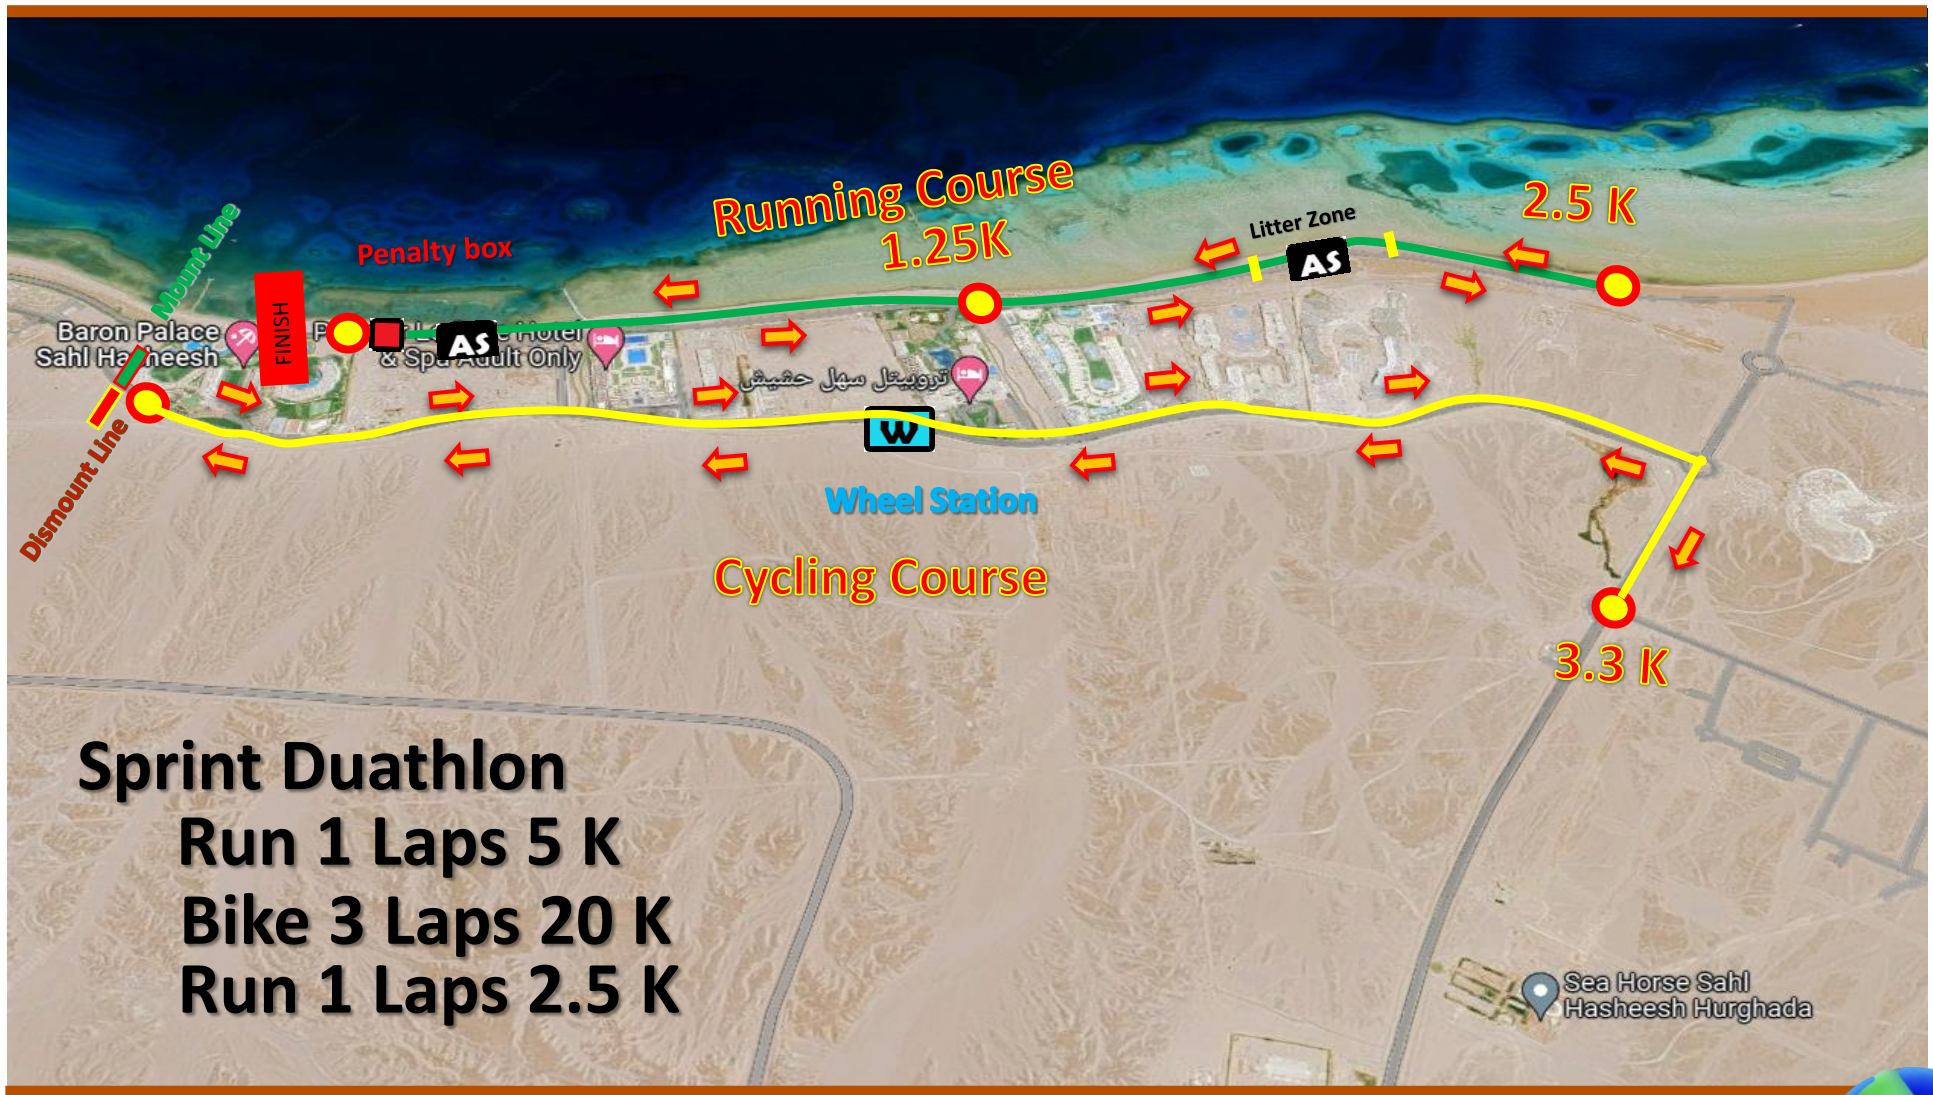 Running Course
1.25K
2.5 K
Litter Zone
AS
Mount Line
Penalty box
FINISH
Baron Palace
Sahl Hasheesh
AS
Hotel
& Spa Adult Only
تروبيتل سهل حشيش
W
Wheel Station
Dismount Line
Cycling Course
3.3 K
Sprint Duathlon
Run 1 Laps 5 K
Bike 3 Laps 20 K
Run 1 Laps 2.5 K
Sea Horse Sahl
Hasheesh Hurghada